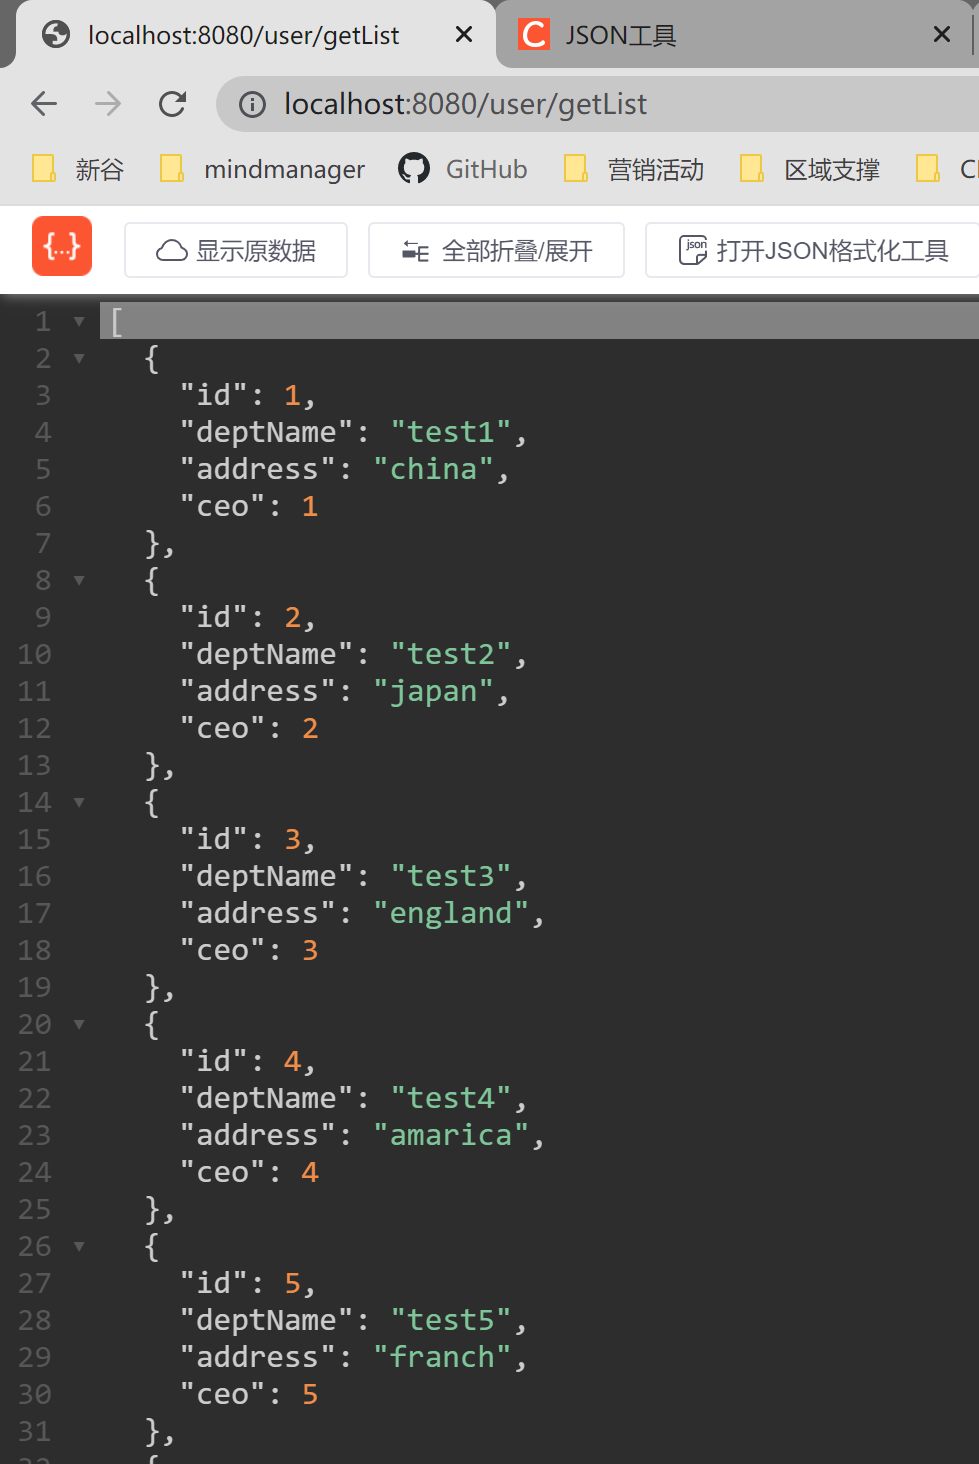 localhost:8080/user/getList
JSON工具
localhost:8080/user/getList
新谷 mindmanager GitHub 营销活动 区域支撑
{...} 显示原数据 全部折叠/展开 json 打开JSON格式化工具
1 [
2 {
3 "id": 1,
4 "deptName": "test1",
5 "address": "china",
6 "ceo": 1
7 },
8 {
9 "id": 2,
10 "deptName": "test2",
11 "address": "japan",
12 "ceo": 2
13 },
14 {
15 "id": 3,
16 "deptName": "test3",
17 "address": "england",
18 "ceo": 3
19 },
20 {
21 "id": 4,
22 "deptName": "test4",
23 "address": "amarica",
24 "ceo": 4
25 },
26 {
27 "id": 5,
28 "deptName": "test5",
29 "address": "franch",
30 "ceo": 5
31 },